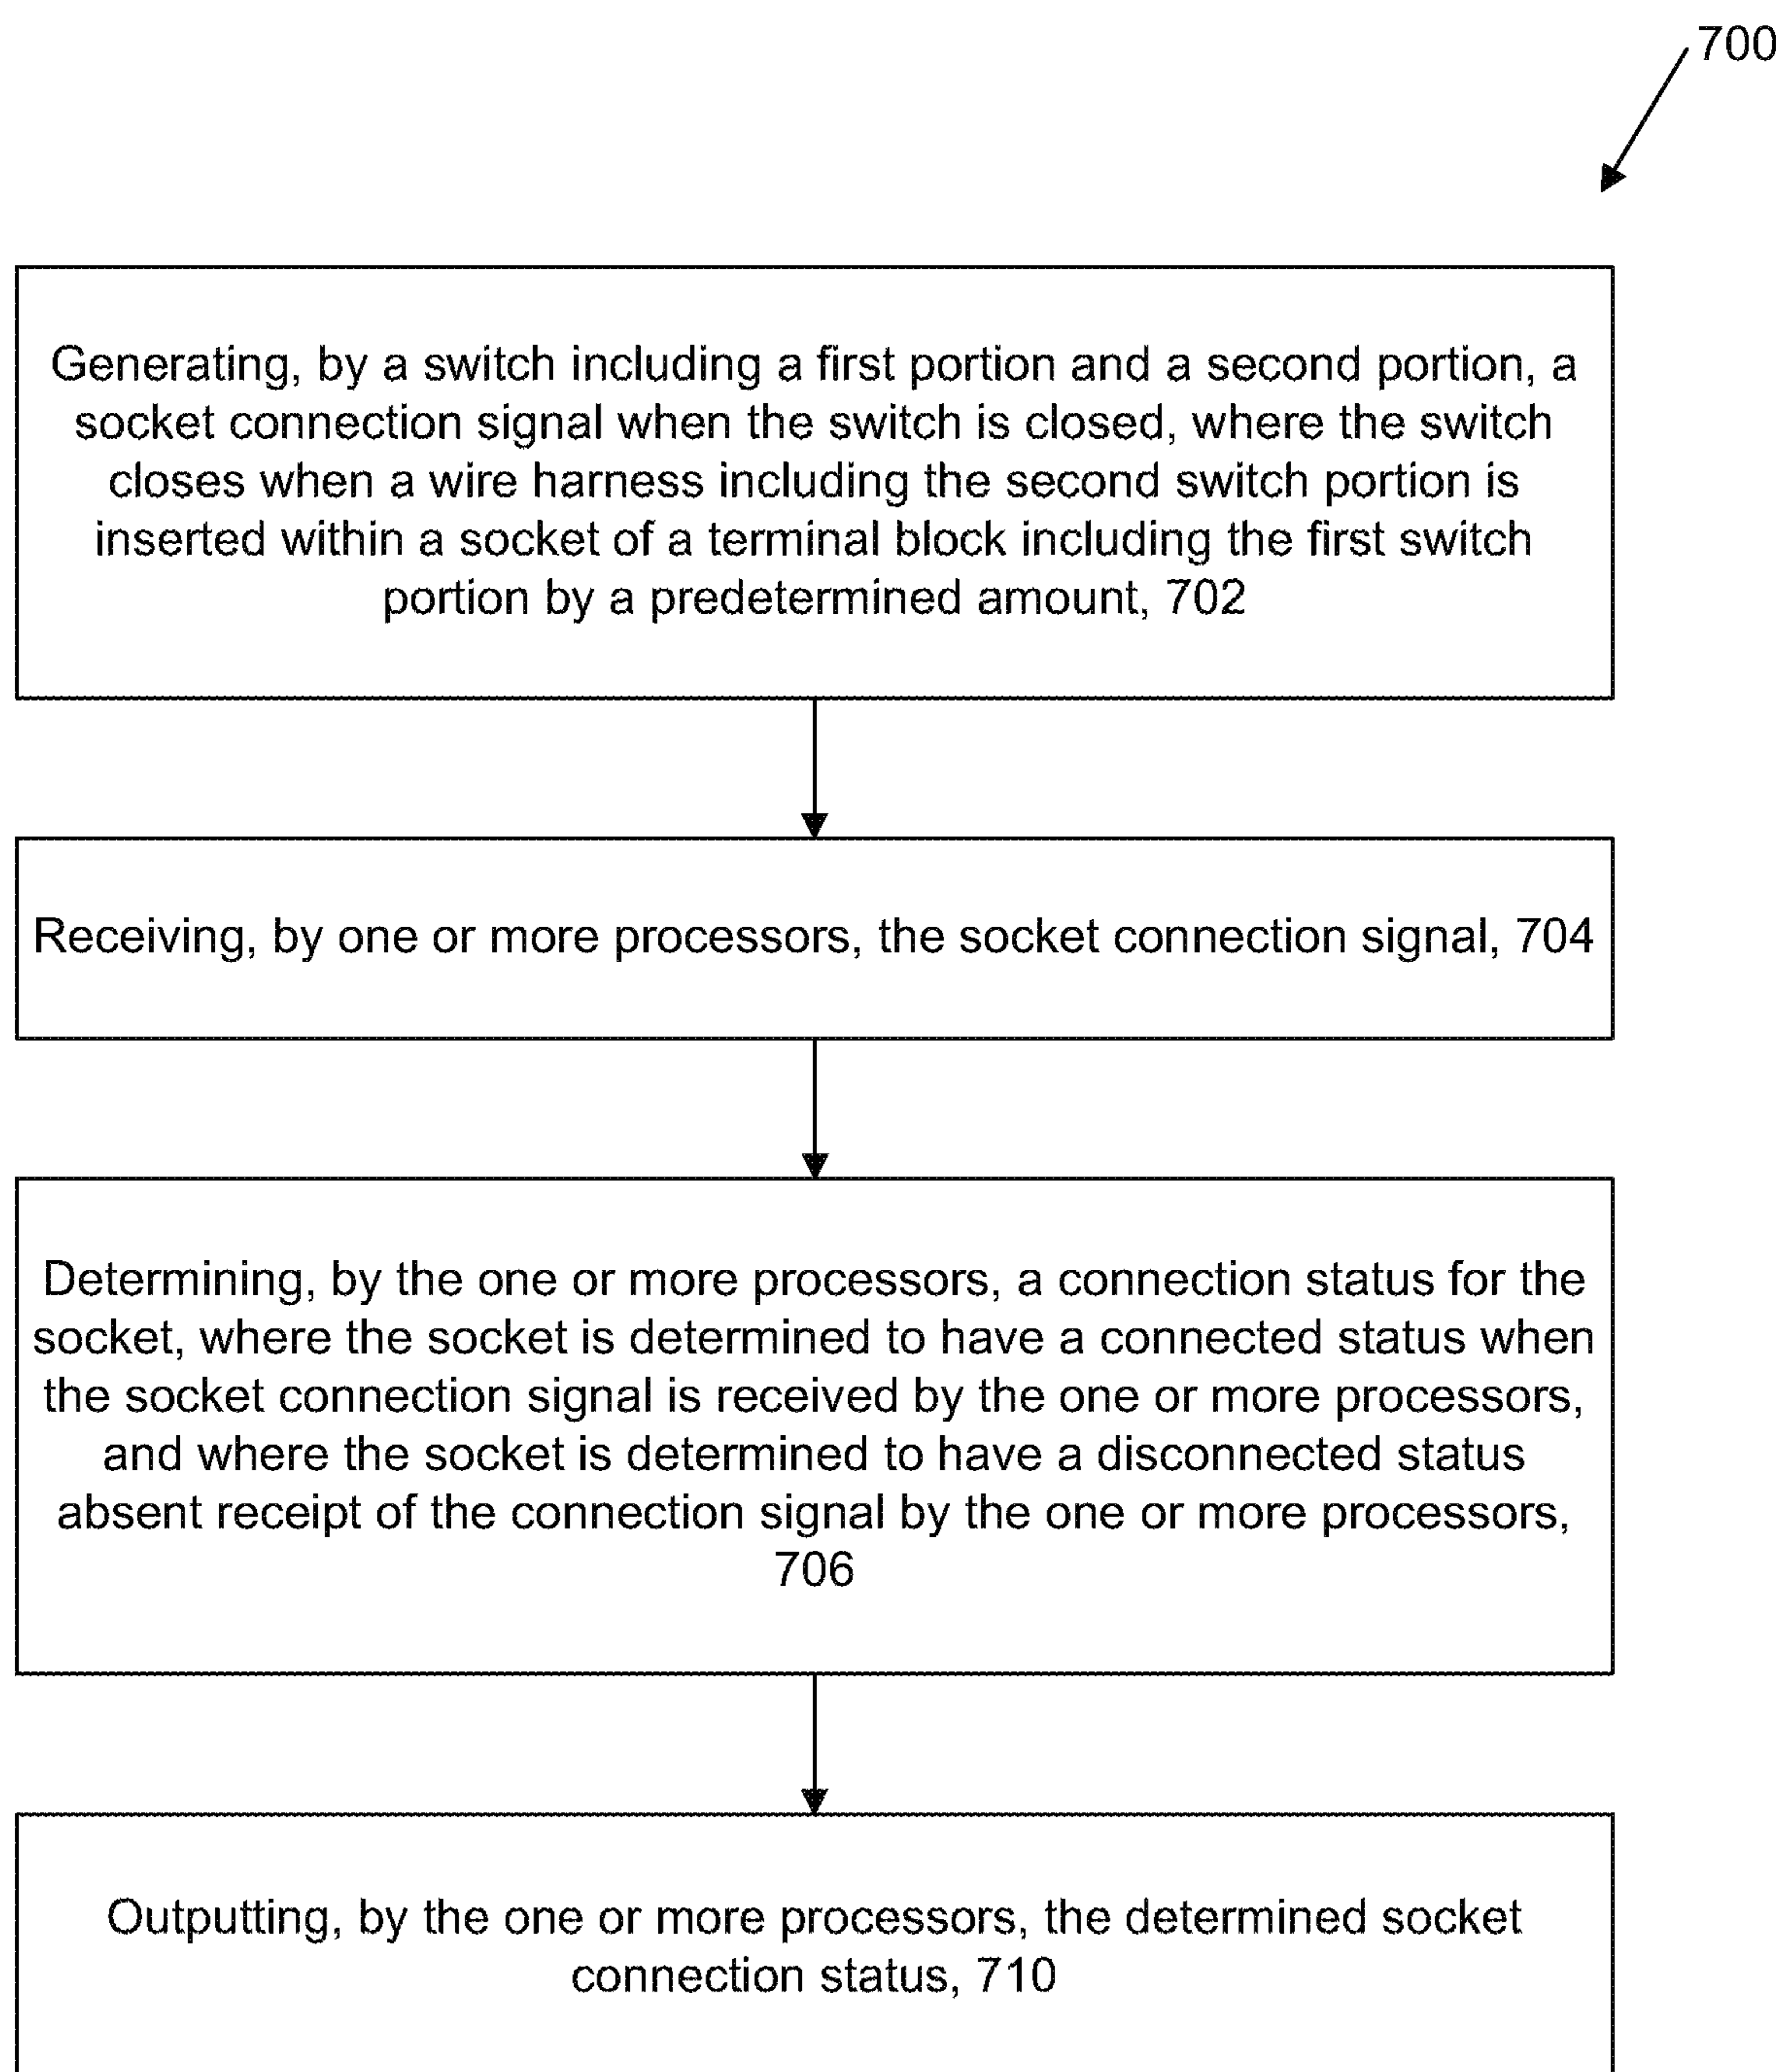 700
Generating, by a switch including a first portion and a second portion, a
socket connection signal when the switch is closed, where the switch
closes when a wire harness including the second switch portion is
inserted within a socket of a terminal block including the first switch
portion by a predetermined amount, 702
Receiving, by one or more processors, the socket connection signal, 704
Determining, by the one or more processors, a connection status for the
socket, where the socket is determined to have a connected status when
the socket connection signal is received by the one or more processors,
and where the socket is determined to have a disconnected status
absent receipt of the connection signal by the one or more processors,
706
Outputting, by the one or more processors, the determined socket
connection status, 710